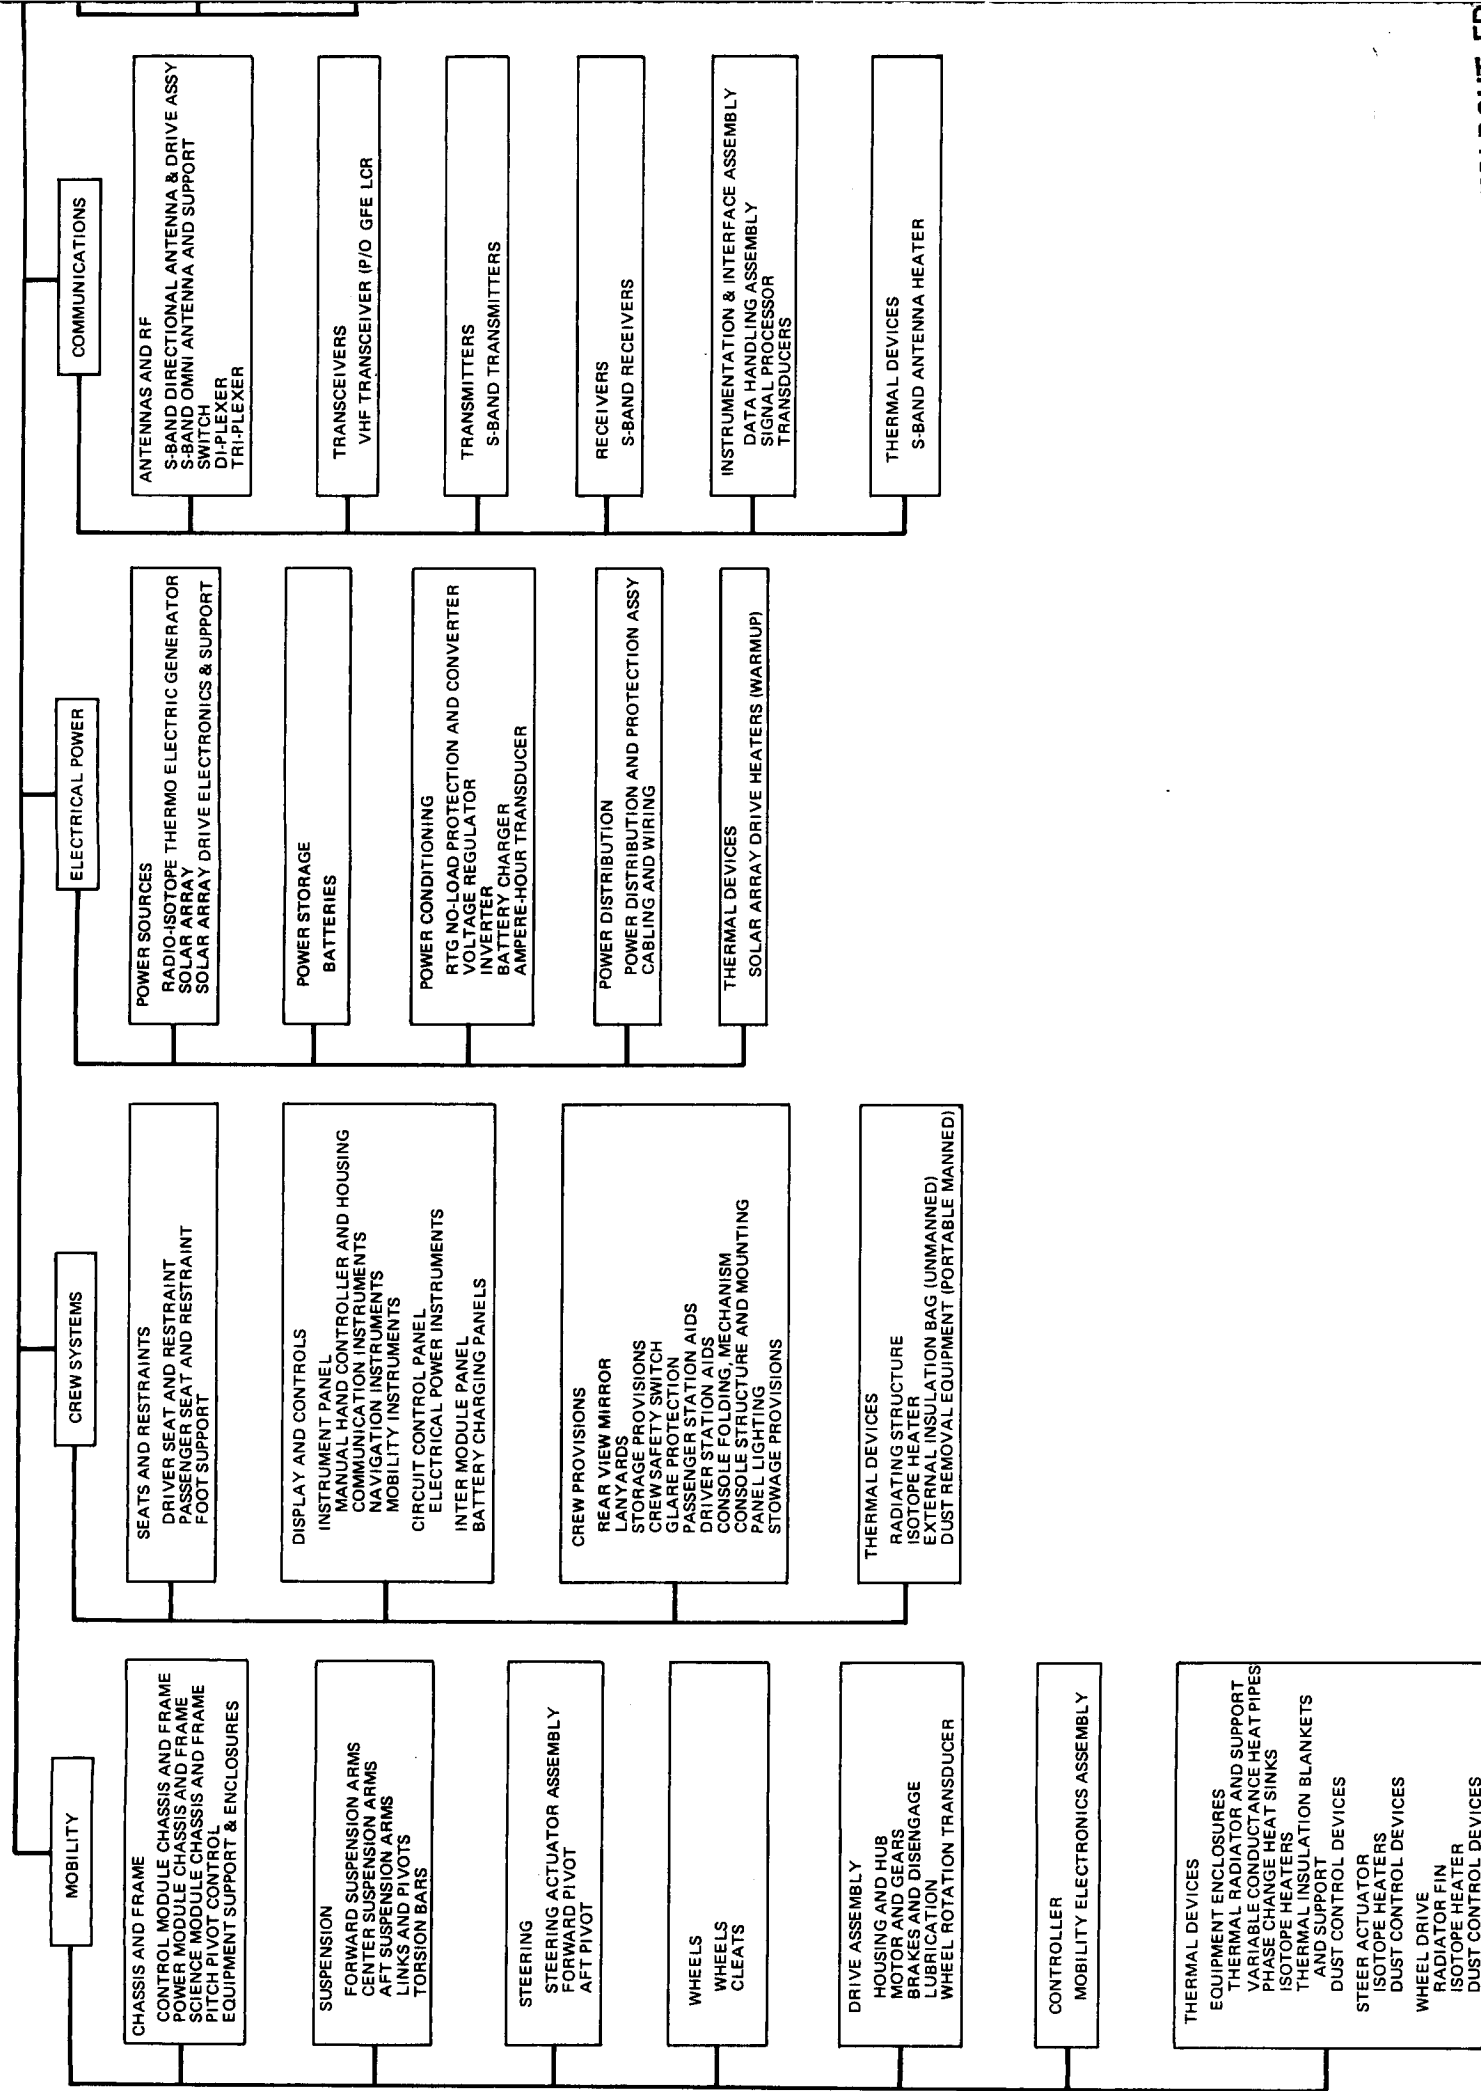 MOBILITY
CHASSIS AND FRAME
CONTROL MODULE CHASSIS AND FRAME
POWER MODULE CHASSIS AND FRAME
SCIENCE MODULE CHASSIS AND FRAME
PITCH PIVOT CONTROL
EQUIPMENT SUPPORT & ENCLOSURES
SUSPENSION
FORWARD SUSPENSION ARMS
CENTER SUSPENSION ARMS
AFT SUSPENSION ARMS
LINKS AND PIVOTS
TORSION BARS
STEERING
STEERING ACTUATOR ASSEMBLY
FORWARD PIVOT
AFT PIVOT
WHEELS
WHEELS
CLEATS
DRIVE ASSEMBLY
HOUSING AND HUB
MOTOR AND GEARS
BRAKES AND DISENGAGE
LUBRICATION
WHEEL ROTATION TRANSDUCER
CONTROLLER
MOBILITY ELECTRONICS ASSEMBLY
THERMAL DEVICES
EQUIPMENT ENCLOSURES
THERMAL RADIATOR AND SUPPORT
VARIABLE CONDUCTANCE HEAT PIPES
PHASE CHANGE HEAT SINKS
ISOTOPE HEATERS
THERMAL INSULATION BLANKETS
AND SUPPORT
DUST CONTROL DEVICES
STEER ACTUATOR
ISOTOPE HEATERS
DUST CONTROL DEVICES
WHEEL DRIVE
RADIATOR FIN
ISOTOPE HEATER
DUST CONTROL DEVICES
CREW SYSTEMS
SEATS AND RESTRAINTS
DRIVER SEAT AND RESTRAINT
PASSENGER SEAT AND RESTRAINT
FOOT SUPPORT
DISPLAY AND CONTROLS
INSTRUMENT PANEL
MANUAL HAND CONTROLLER AND HOUSING
COMMUNICATION INSTRUMENTS
NAVIGATION INSTRUMENTS
MOBILITY INSTRUMENTS
CIRCUIT CONTROL PANEL
ELECTRICAL POWER INSTRUMENTS
INTER MODULE PANEL
BATTERY CHARGING PANELS
CREW PROVISIONS
REAR VIEW MIRROR
LANYARDS
STORAGE PROVISIONS
CREW SAFETY SWITCH
GLARE PROTECTION
PASSENGER STATION AIDS
DRIVER STATION AIDS
CONSOLE FOLDING, MECHANISM
CONSOLE STRUCTURE AND MOUNTING
PANEL LIGHTING
STOWAGE PROVISIONS
THERMAL DEVICES
RADIATING STRUCTURE
ISOTOPE HEATER
EXTERNAL INSULATION BAG (UNMANNED)
DUST REMOVAL EQUIPMENT (PORTABLE MANNED)
ELECTRICAL POWER
POWER SOURCES
RADIO-ISOTOPE THERMO ELECTRIC GENERATOR
SOLAR ARRAY
SOLAR ARRAY DRIVE ELECTRONICS & SUPPORT
POWER STORAGE
BATTERIES
POWER CONDITIONING
RTG NO-LOAD PROTECTION AND CONVERTER
VOLTAGE REGULATOR
INVERTER
BATTERY CHARGER
AMPERE-HOUR TRANSDUCER
POWER DISTRIBUTION
POWER DISTRIBUTION AND PROTECTION ASSY
CABLING AND WIRING
THERMAL DEVICES
SOLAR ARRAY DRIVE HEATERS (WARMUP)
COMMUNICATIONS
ANTENNAS AND RF
S-BAND DIRECTIONAL ANTENNA & DRIVE ASSY
S-BAND OMNI ANTENNA AND SUPPORT
SWITCH
DI-PLEXER
TRI-PLEXER
TRANSCEIVERS
VHF TRANSCEIVER (P/O GFE LCR
TRANSMITTERS
S-BAND TRANSMITTERS
RECEIVERS
S-BAND RECEIVERS
INSTRUMENTATION & INTERFACE ASSEMBLY
DATA HANDLING ASSEMBLY
SIGNAL PROCESSOR
TRANSDUCERS
THERMAL DEVICES
S-BAND ANTENNA HEATER